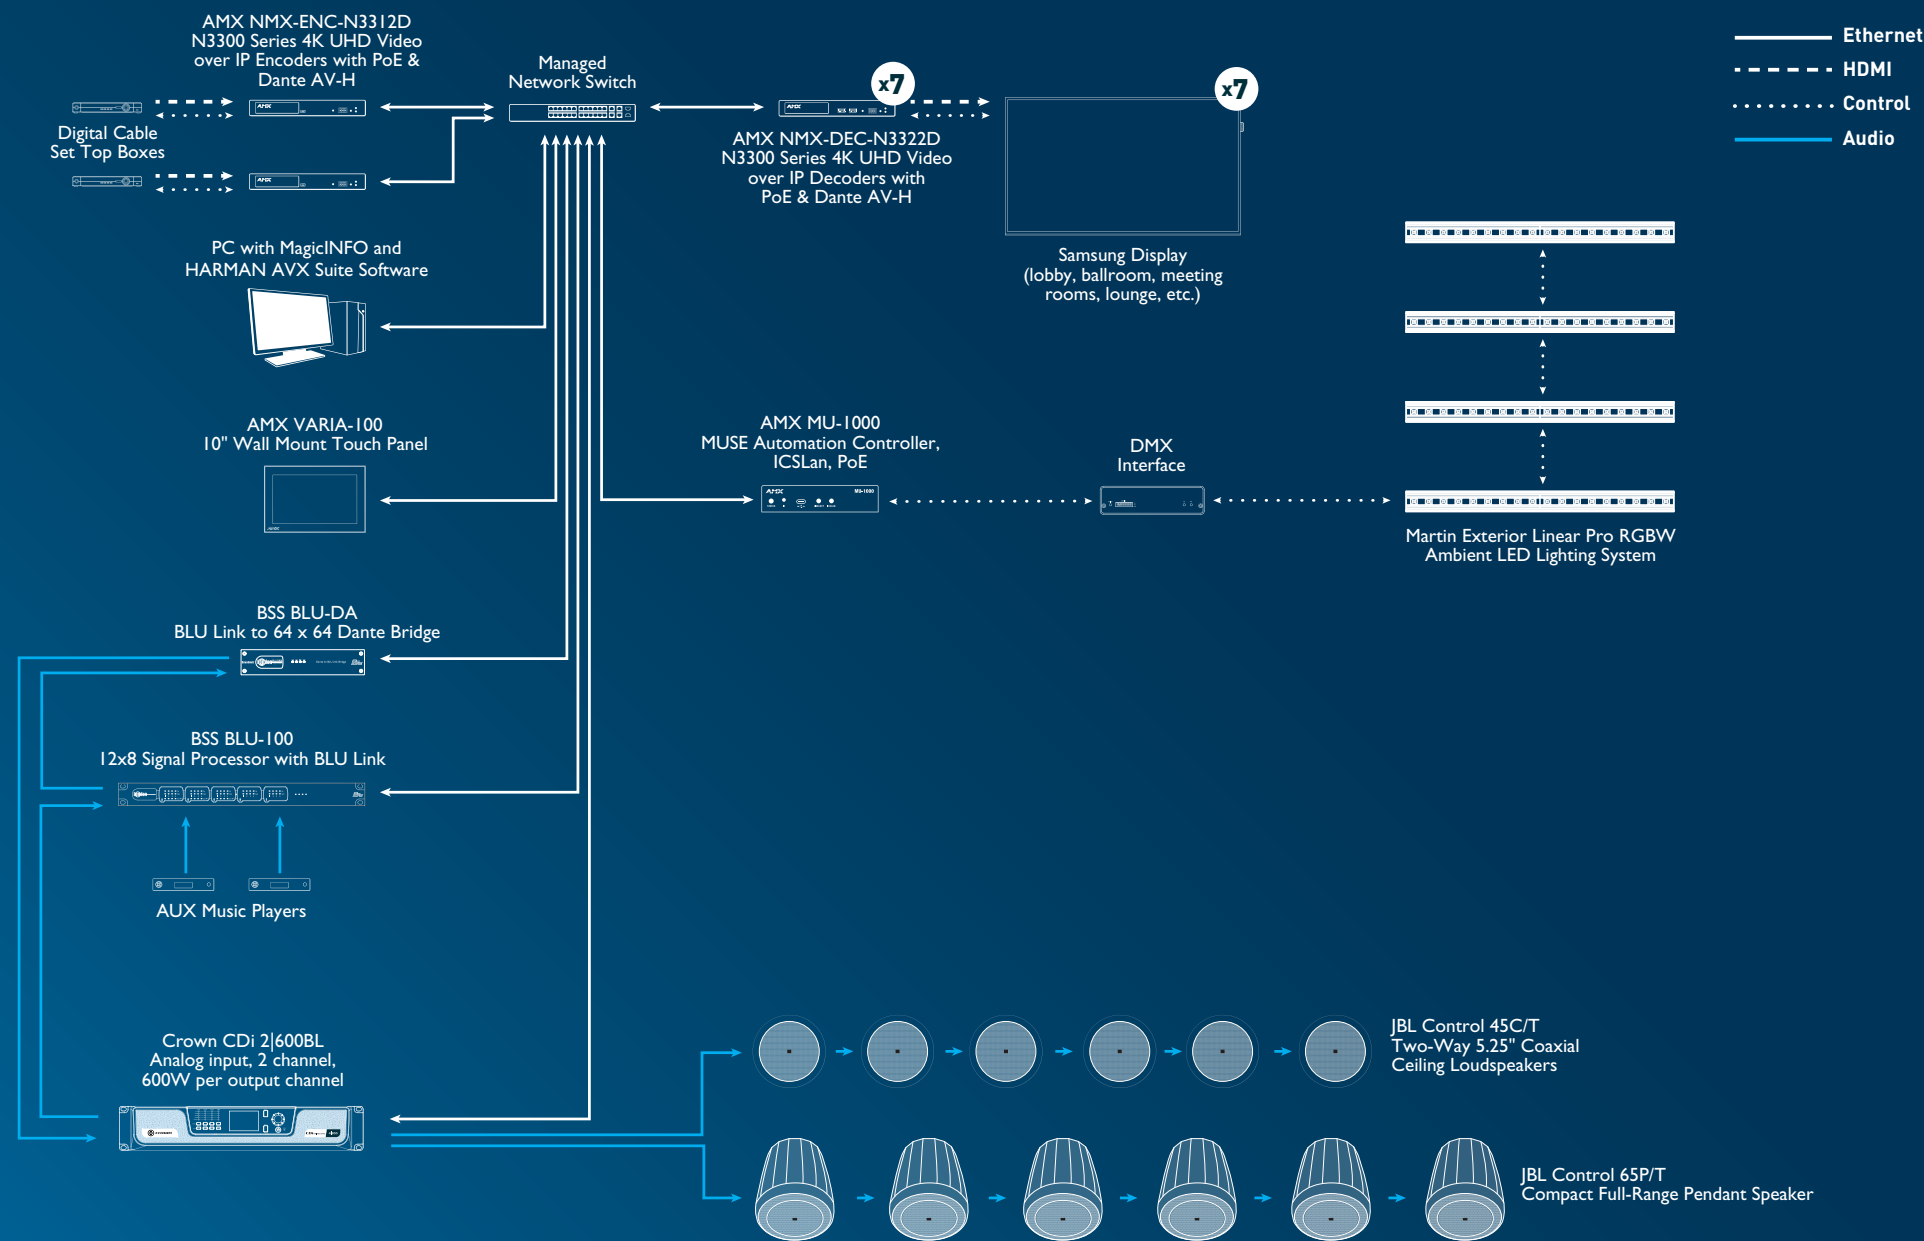 AMX NMX-ENC-N3312D
N3300 Series 4K UHD Video
over IP Encoders with PoE &
Dante AV-H
Digital Cable
Set Top Boxes
Managed
Network Switch
x7
AMX NMX-DEC-N3322D
N3300 Series 4K UHD Video
over IP Decoders with
PoE & Dante AV-H
x7
Samsung Display
(lobby, ballroom, meeting
rooms, lounge, etc.)
Ethernet
HDMI
Control
Audio
PC with MagicINFO and
HARMAN AVX Suite Software
AMX VARIA-100
10" Wall Mount Touch Panel
AMX MU-1000
MUSE Automation Controller,
ICSLan, PoE
AMX
MU-1000
DMX
Interface
Martin Exterior Linear Pro RGBW
Ambient LED Lighting System
BSS BLU-DA
BLU Link to 64 x 64 Dante Bridge
BSS BLU-100
12x8 Signal Processor with BLU Link
AUX Music Players
Crown CDi 2|600BL
Analog input, 2 channel,
600W per output channel
JBL Control 45C/T
Two-Way 5.25" Coaxial
Ceiling Loudspeakers
JBL Control 65P/T
Compact Full-Range Pendant Speaker